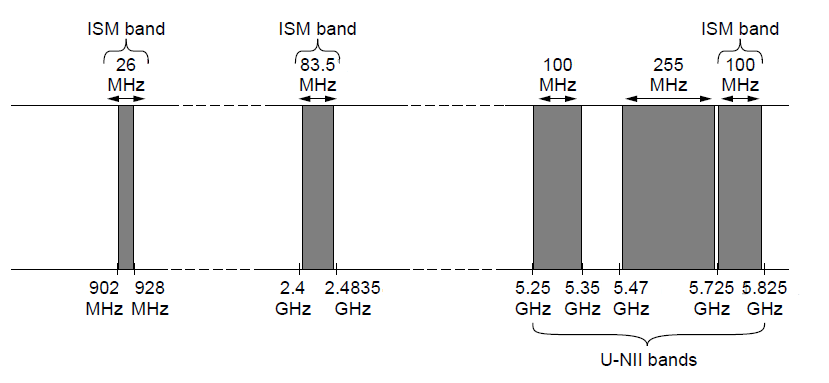 ISM band
ISM band
ISM band
26
MHz
83.5
MHz
100
MHz
255
MHz
100
MHz
902
MHz
928
MHz
2.4
GHz
2.4835
GHz
5.25
GHz
5.35
GHz
5.47
GHz
5.725
GHz
5.825
GHz
U-NII bands